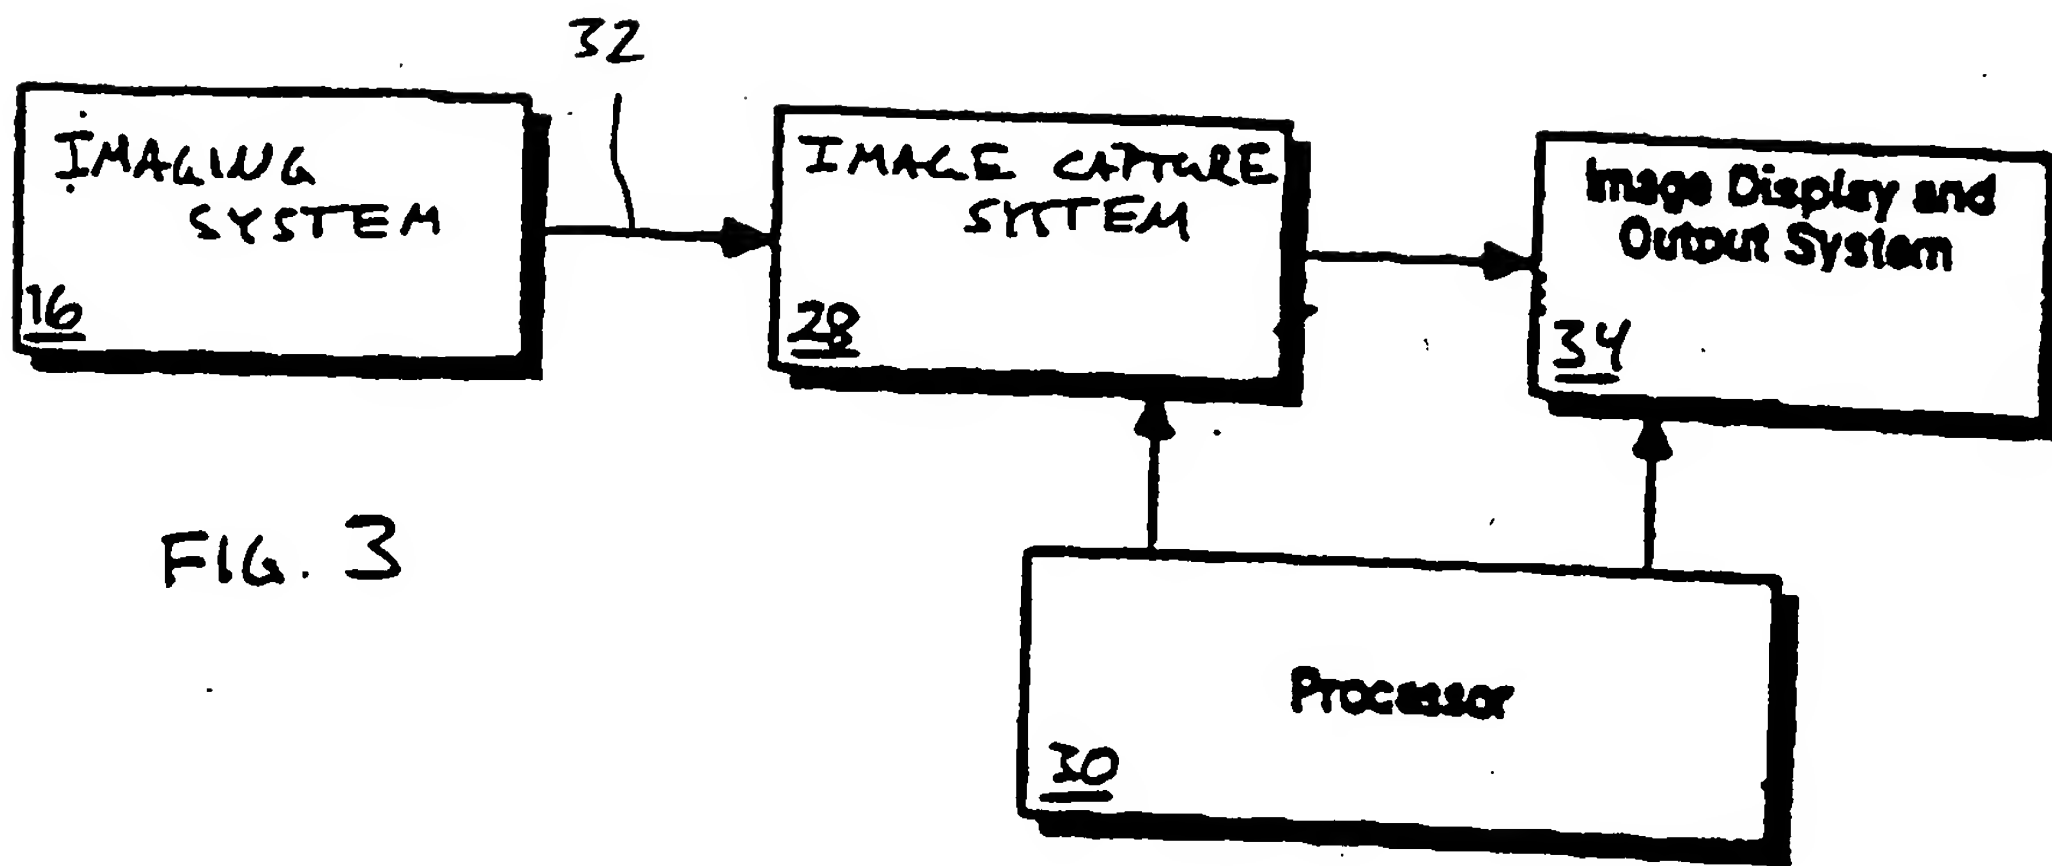 32
IMAGING
SYSTEM
16
IMAGE CAPTURE
SYSTEM
28
Image Display and
Output System
34
FIG. 3
Processor
30